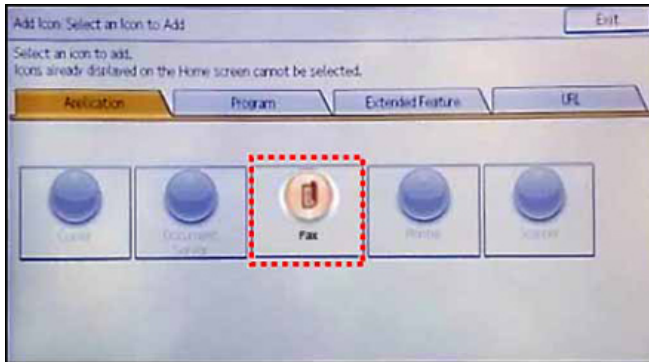 Add Icon: Select an Icon to Add
Exit
Select an icon to add.
Icons already displayed on the Home screen cannot be selected.
Application
Program
Extended Feature
URL
Copier
Document
Server
Fax
Printer
Scanner